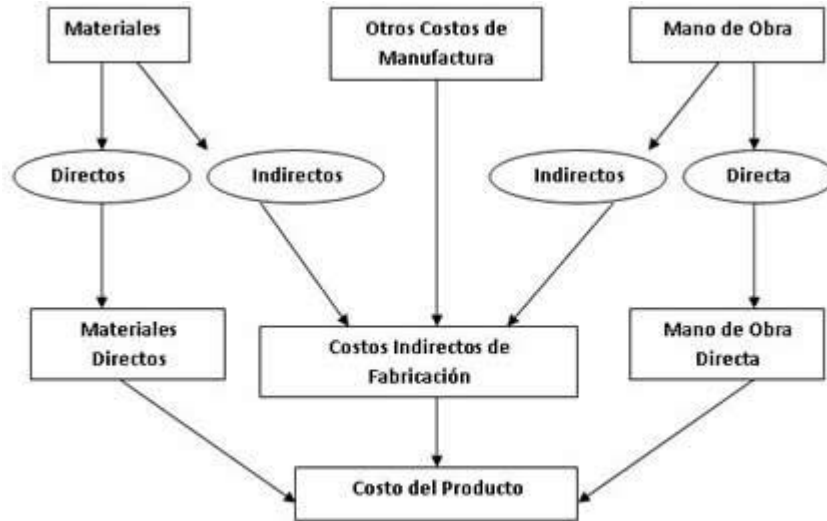 Materiales
Otros Costos de
Manufactura
Mano de Obra
Directos
Indirectos
Indirectos
Directa
Materiales
Directos
Costos Indirectos de
Fabricación
Mano de Obra
Directa
Costo del Producto